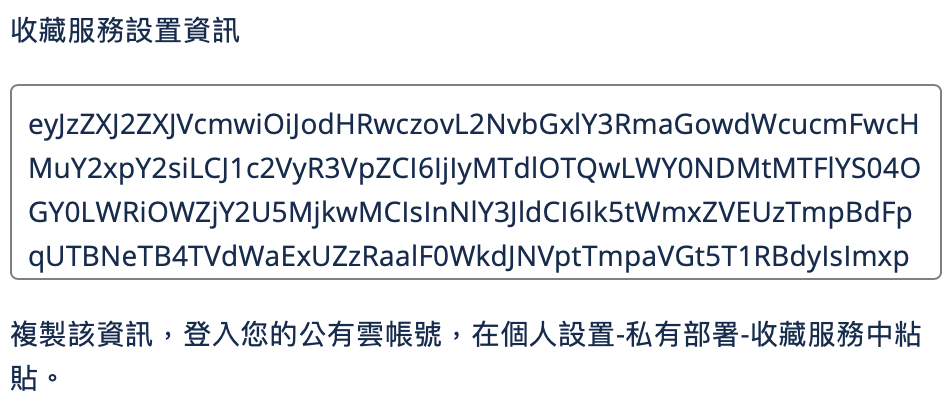 收藏服務設置資訊
eyJzZXJ2ZXJVcmwiOiJodHRwczovL2NvbGxlY3RmaGowdWcucmFwcH
MuY2xpY2siLCJ1c2VyR3VpZCI6IjIyMTdlOTQwLWY0NDMtMTFlYS04O
GY0LWRiOWZjY2U5MjkwMCIsInNlY3JldCI6Ik5tWmxZVEUzTmpBdFp
qUTBNeTB4TVdWaExUZzRaalF0WkdJNVptTmpaVGt5T1RBdyIsImxp
複製該資訊，登入您的公有雲帳號，在個人設置-私有部署-收藏服務中粘
貼。